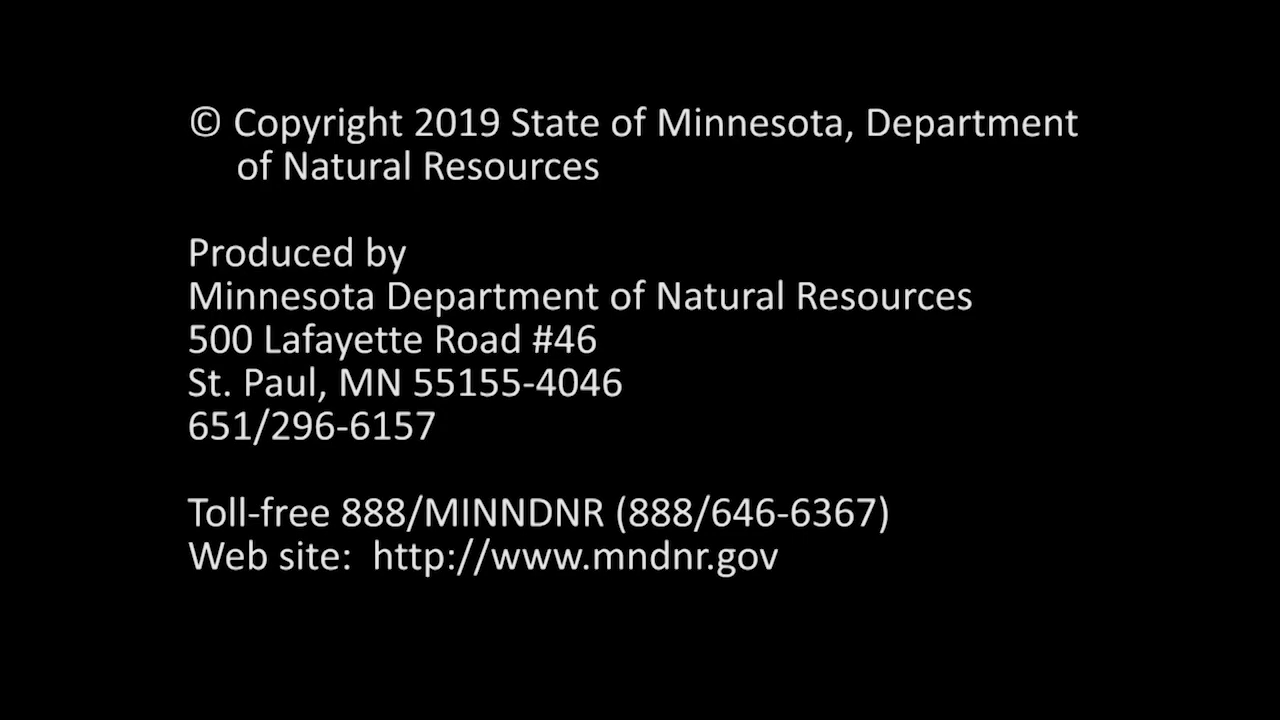 © Copyright 2019 State of Minnesota, Department
of Natural Resources
Produced by
Minnesota Department of Natural Resources
500 Lafayette Road #46
St. Paul, MN 55155-4046
651/296-6157
Toll-free 888/MINNDNR (888/646-6367)
Web site:  http://www.mndnr.gov